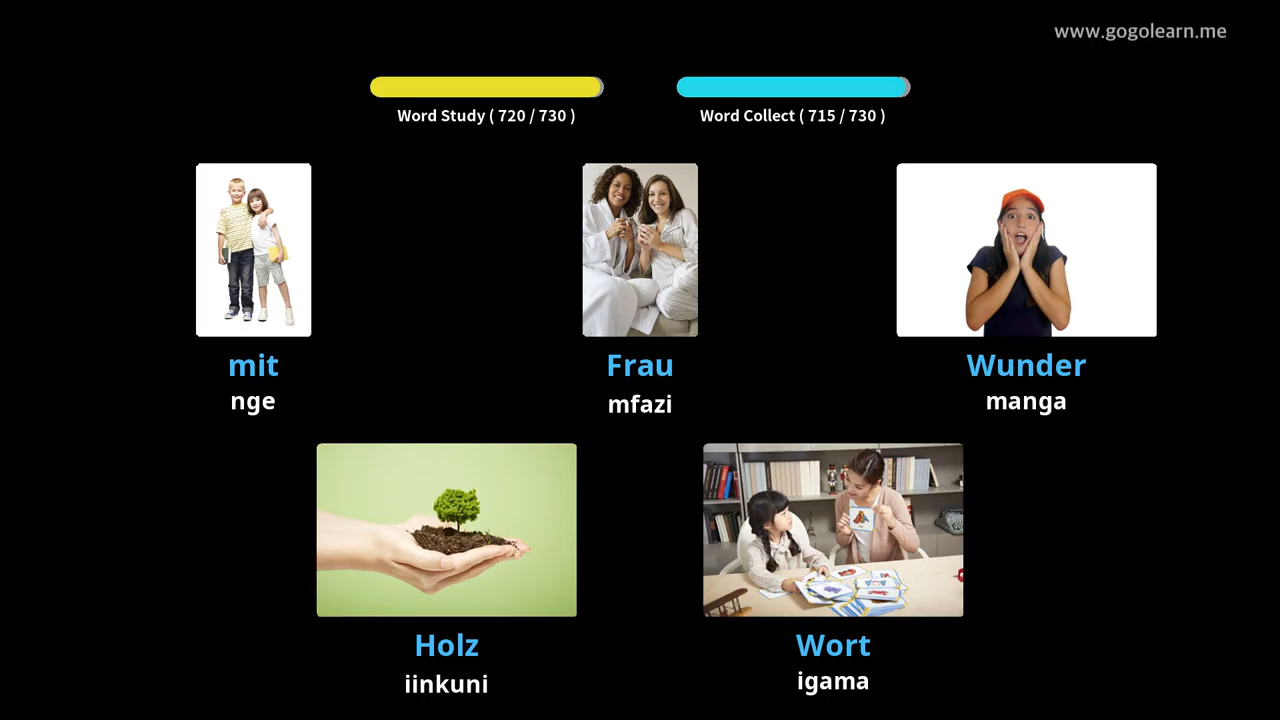 www.gogolearn.me
Word Study ( 720 / 730 )
Word Collect ( 715 / 730 )
mit
nge
Frau
mfazi
Wunder
manga
Holz
iinkuni
Wort
igama